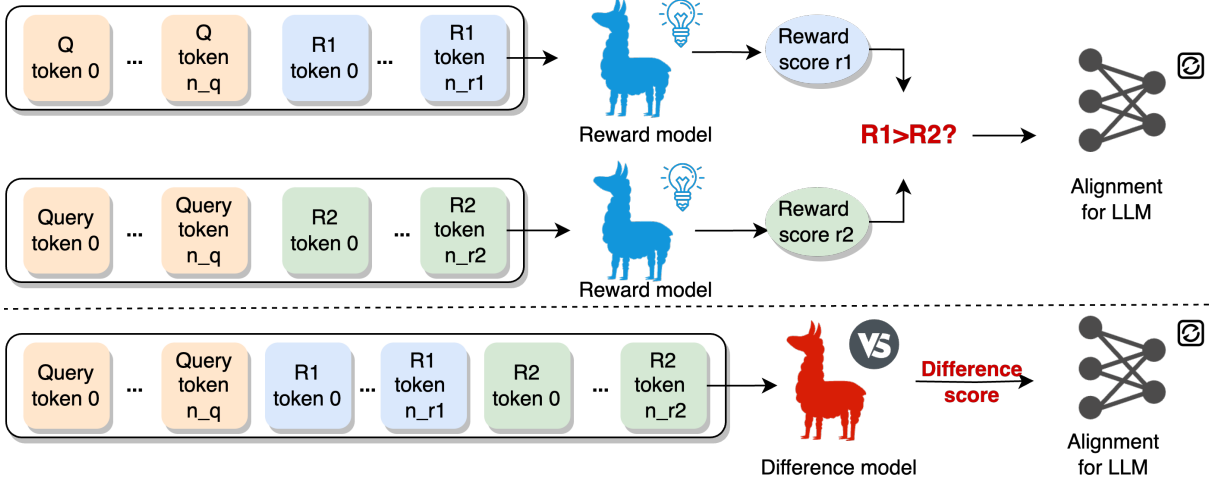 Q
token 0
...
Q
token
n_q
R1
token 0
...
R1
token
n_r1
Reward model
Reward
score r1
R1>R2?
Alignment
for LLM
Query
token 0
...
Query
token
n_q
R2
token 0
...
R2
token
n_r2
Reward model
Reward
score r2
Query
token 0
...
Query
token
n_q
R1
token 0
...
R1
token
n_r1
R2
token 0
...
R2
token
n_r2
VS
Difference model
Difference
score
Alignment
for LLM